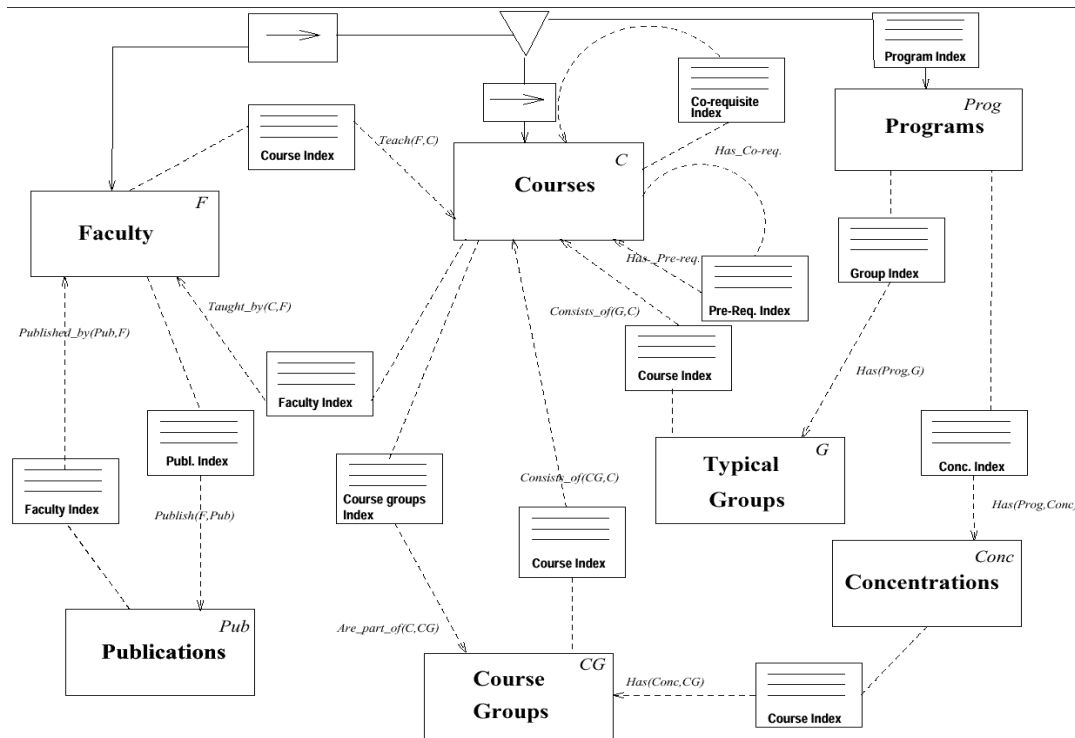 Program Index
Prog
Programs
Co-requisite
Index
Has_Co-req.
Course Index
Teach(F,C)
C
Courses
F
Faculty
Group Index
Has_Pre-req.
Pre-Req. Index
Taught_by(C,F)
Consists_of(G,C)
Published_by(Pub,F)
Course Index
Has(Prog,G)
Faculty Index
G
Typical
Groups
Publ. Index
Conc. Index
Course groups
Index
Consists_of(CG,C)
Faculty Index
Publish(F,Pub)
Has(Prog,Conc)
Course Index
Conc
Concentrations
Pub
Publications
Are_part_of(C,CG)
CG
Course
Groups
Has(Conc,CG)
Course Index